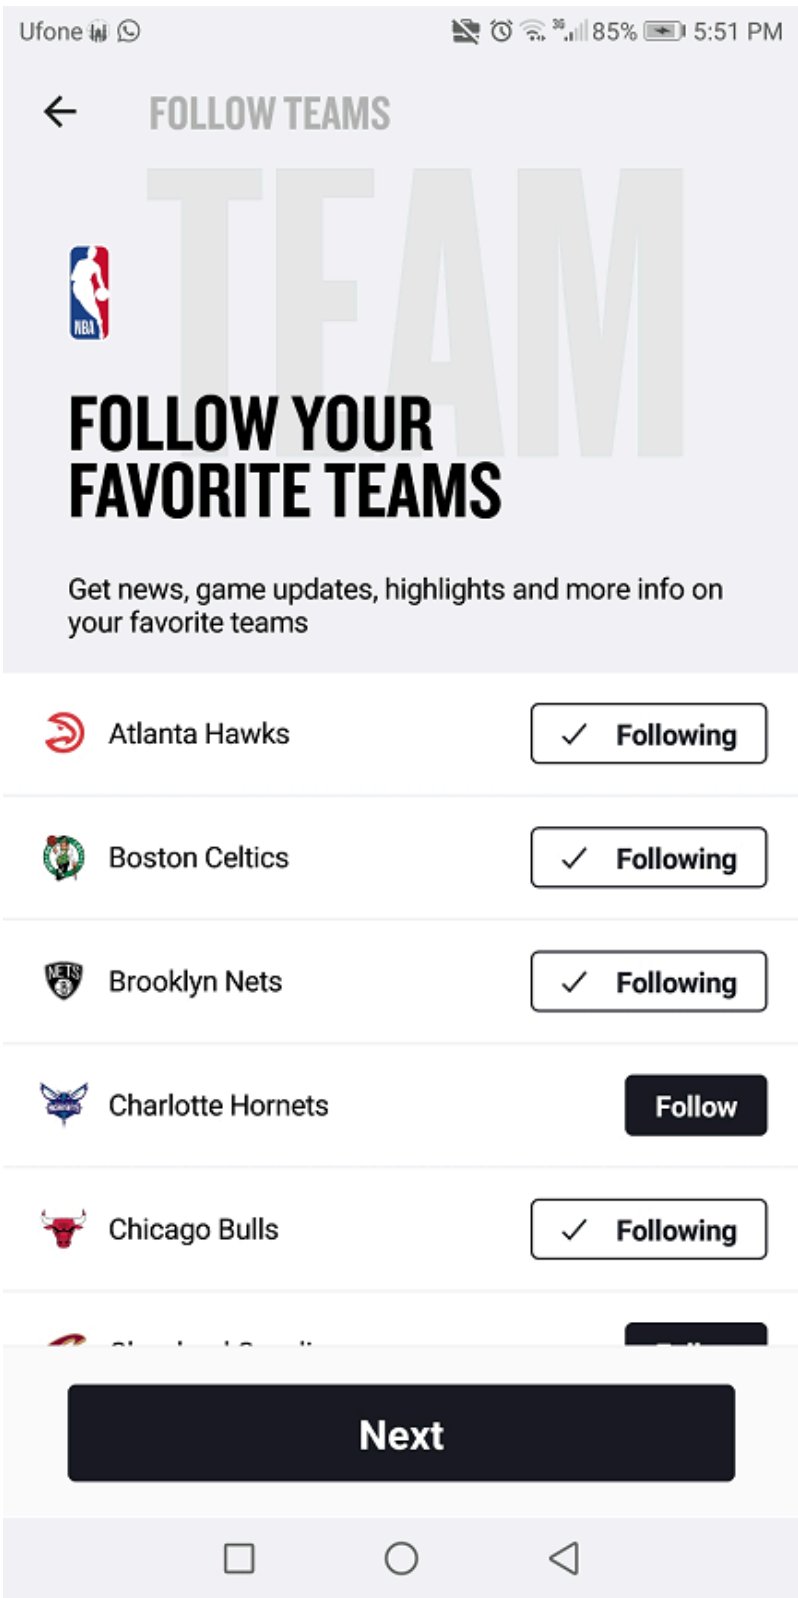 Ufone 3G 85% 5:51 PM
FOLLOW TEAMS
TEAM
NBA
FOLLOW YOUR
FAVORITE TEAMS
Get news, game updates, highlights and more info on
your favorite teams
Atlanta Hawks Following
Boston Celtics Following
NETS Brooklyn Nets Following
Charlotte Hornets Follow
Chicago Bulls Following
Next